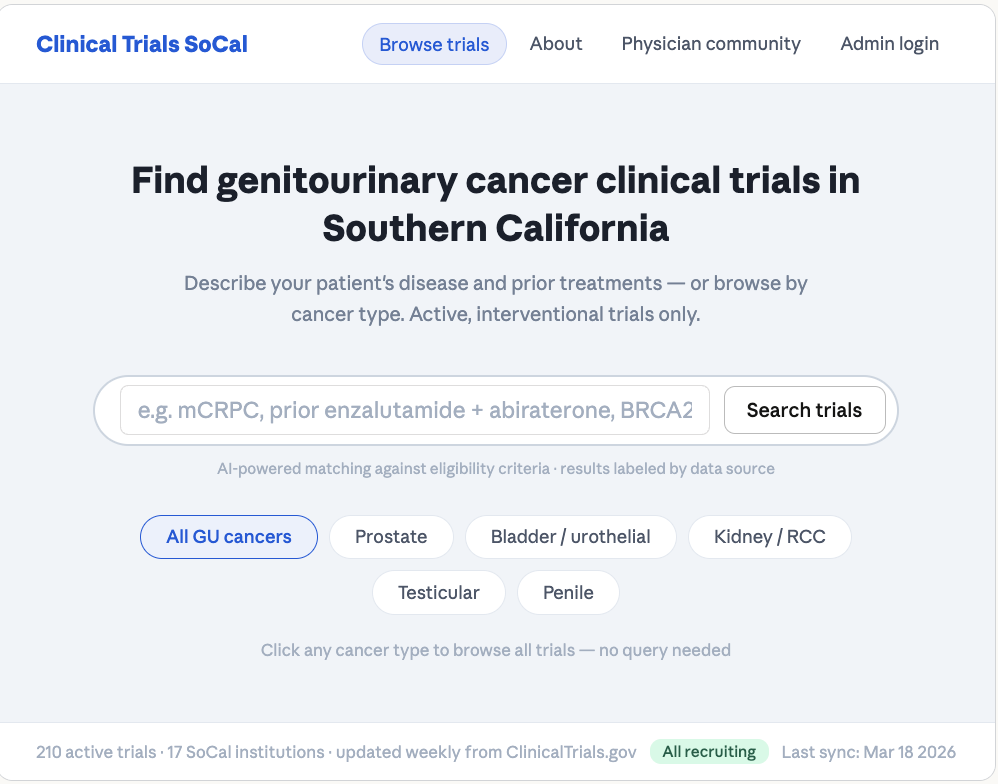 Clinical Trials SoCal
Browse trials
About
Physician community
Admin login
Find genitourinary cancer clinical trials in
Southern California
Describe your patient's disease and prior treatments — or browse by
cancer type. Active, interventional trials only.
e.g. mCRPC, prior enzalutamide + abiraterone, BRCA2
Search trials
AI-powered matching against eligibility criteria · results labeled by data source
All GU cancers
Prostate
Bladder / urothelial
Kidney / RCC
Testicular
Penile
Click any cancer type to browse all trials — no query needed
210 active trials · 17 SoCal institutions · updated weekly from ClinicalTrials.gov
All recruiting
Last sync: Mar 18 2026